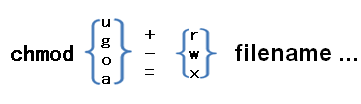 chmod { u g o a } + - = { r w x } filename ...